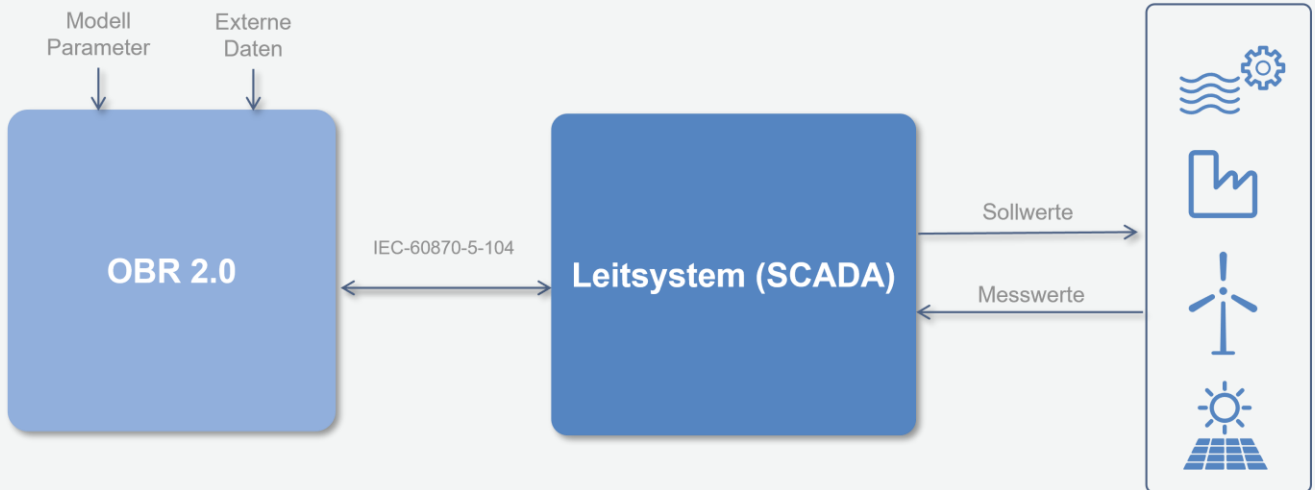 Modell
Parameter
Externe
Daten
OBR 2.0
IEC-60870-5-104
Leitsystem (SCADA)
Sollwerte
Messwerte